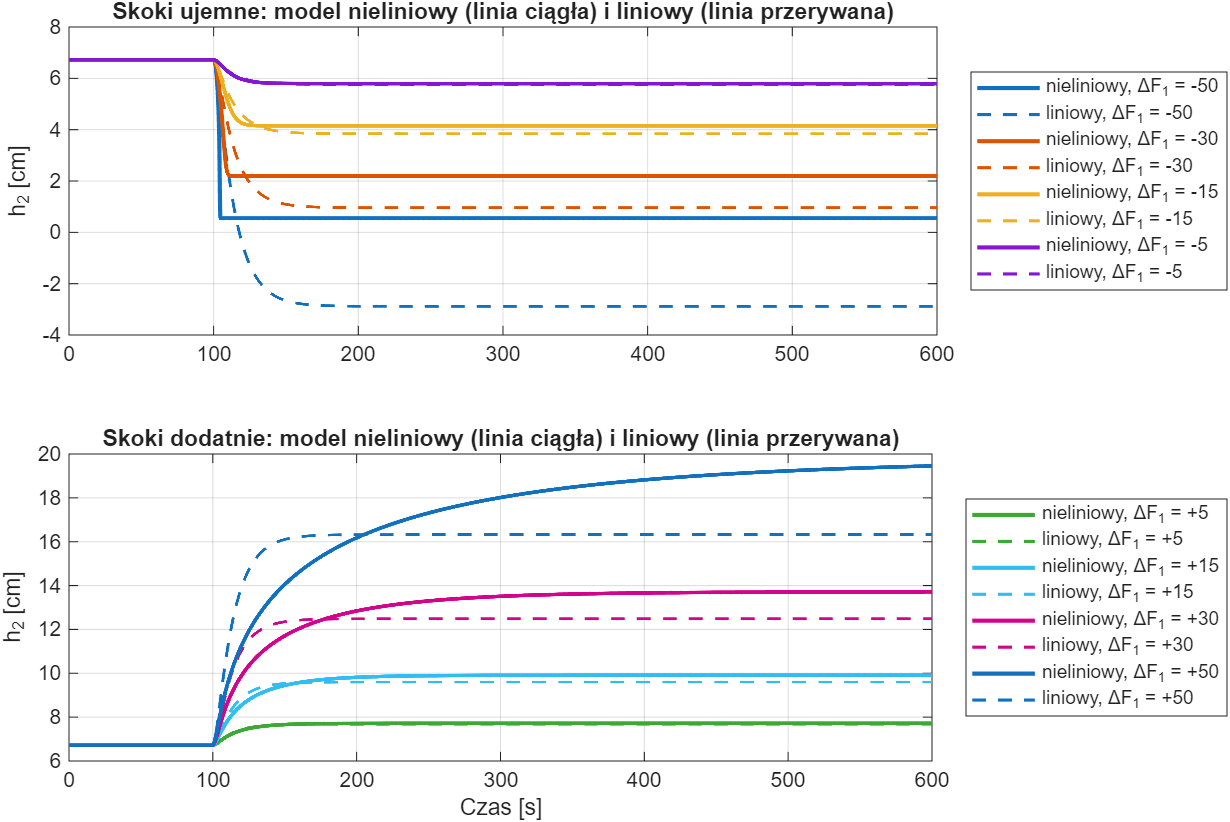 Skoki ujemne: model nieliniowy (linia ciągła) i liniowy (linia przerywana)
8
6
4
2
0
-2
-4
h₂ [cm]
0 100 200 300 400 500 600
nieliniowy, ΔF₁ = -50
liniowy, ΔF₁ = -50
nieliniowy, ΔF₁ = -30
liniowy, ΔF₁ = -30
nieliniowy, ΔF₁ = -15
liniowy, ΔF₁ = -15
nieliniowy, ΔF₁ = -5
liniowy, ΔF₁ = -5
Skoki dodatnie: model nieliniowy (linia ciągła) i liniowy (linia przerywana)
20
18
16
14
12
10
8
6
h₂ [cm]
0 100 200 300 400 500 600
Czas [s]
nieliniowy, ΔF₁ = +5
liniowy, ΔF₁ = +5
nieliniowy, ΔF₁ = +15
liniowy, ΔF₁ = +15
nieliniowy, ΔF₁ = +30
liniowy, ΔF₁ = +30
nieliniowy, ΔF₁ = +50
liniowy, ΔF₁ = +50